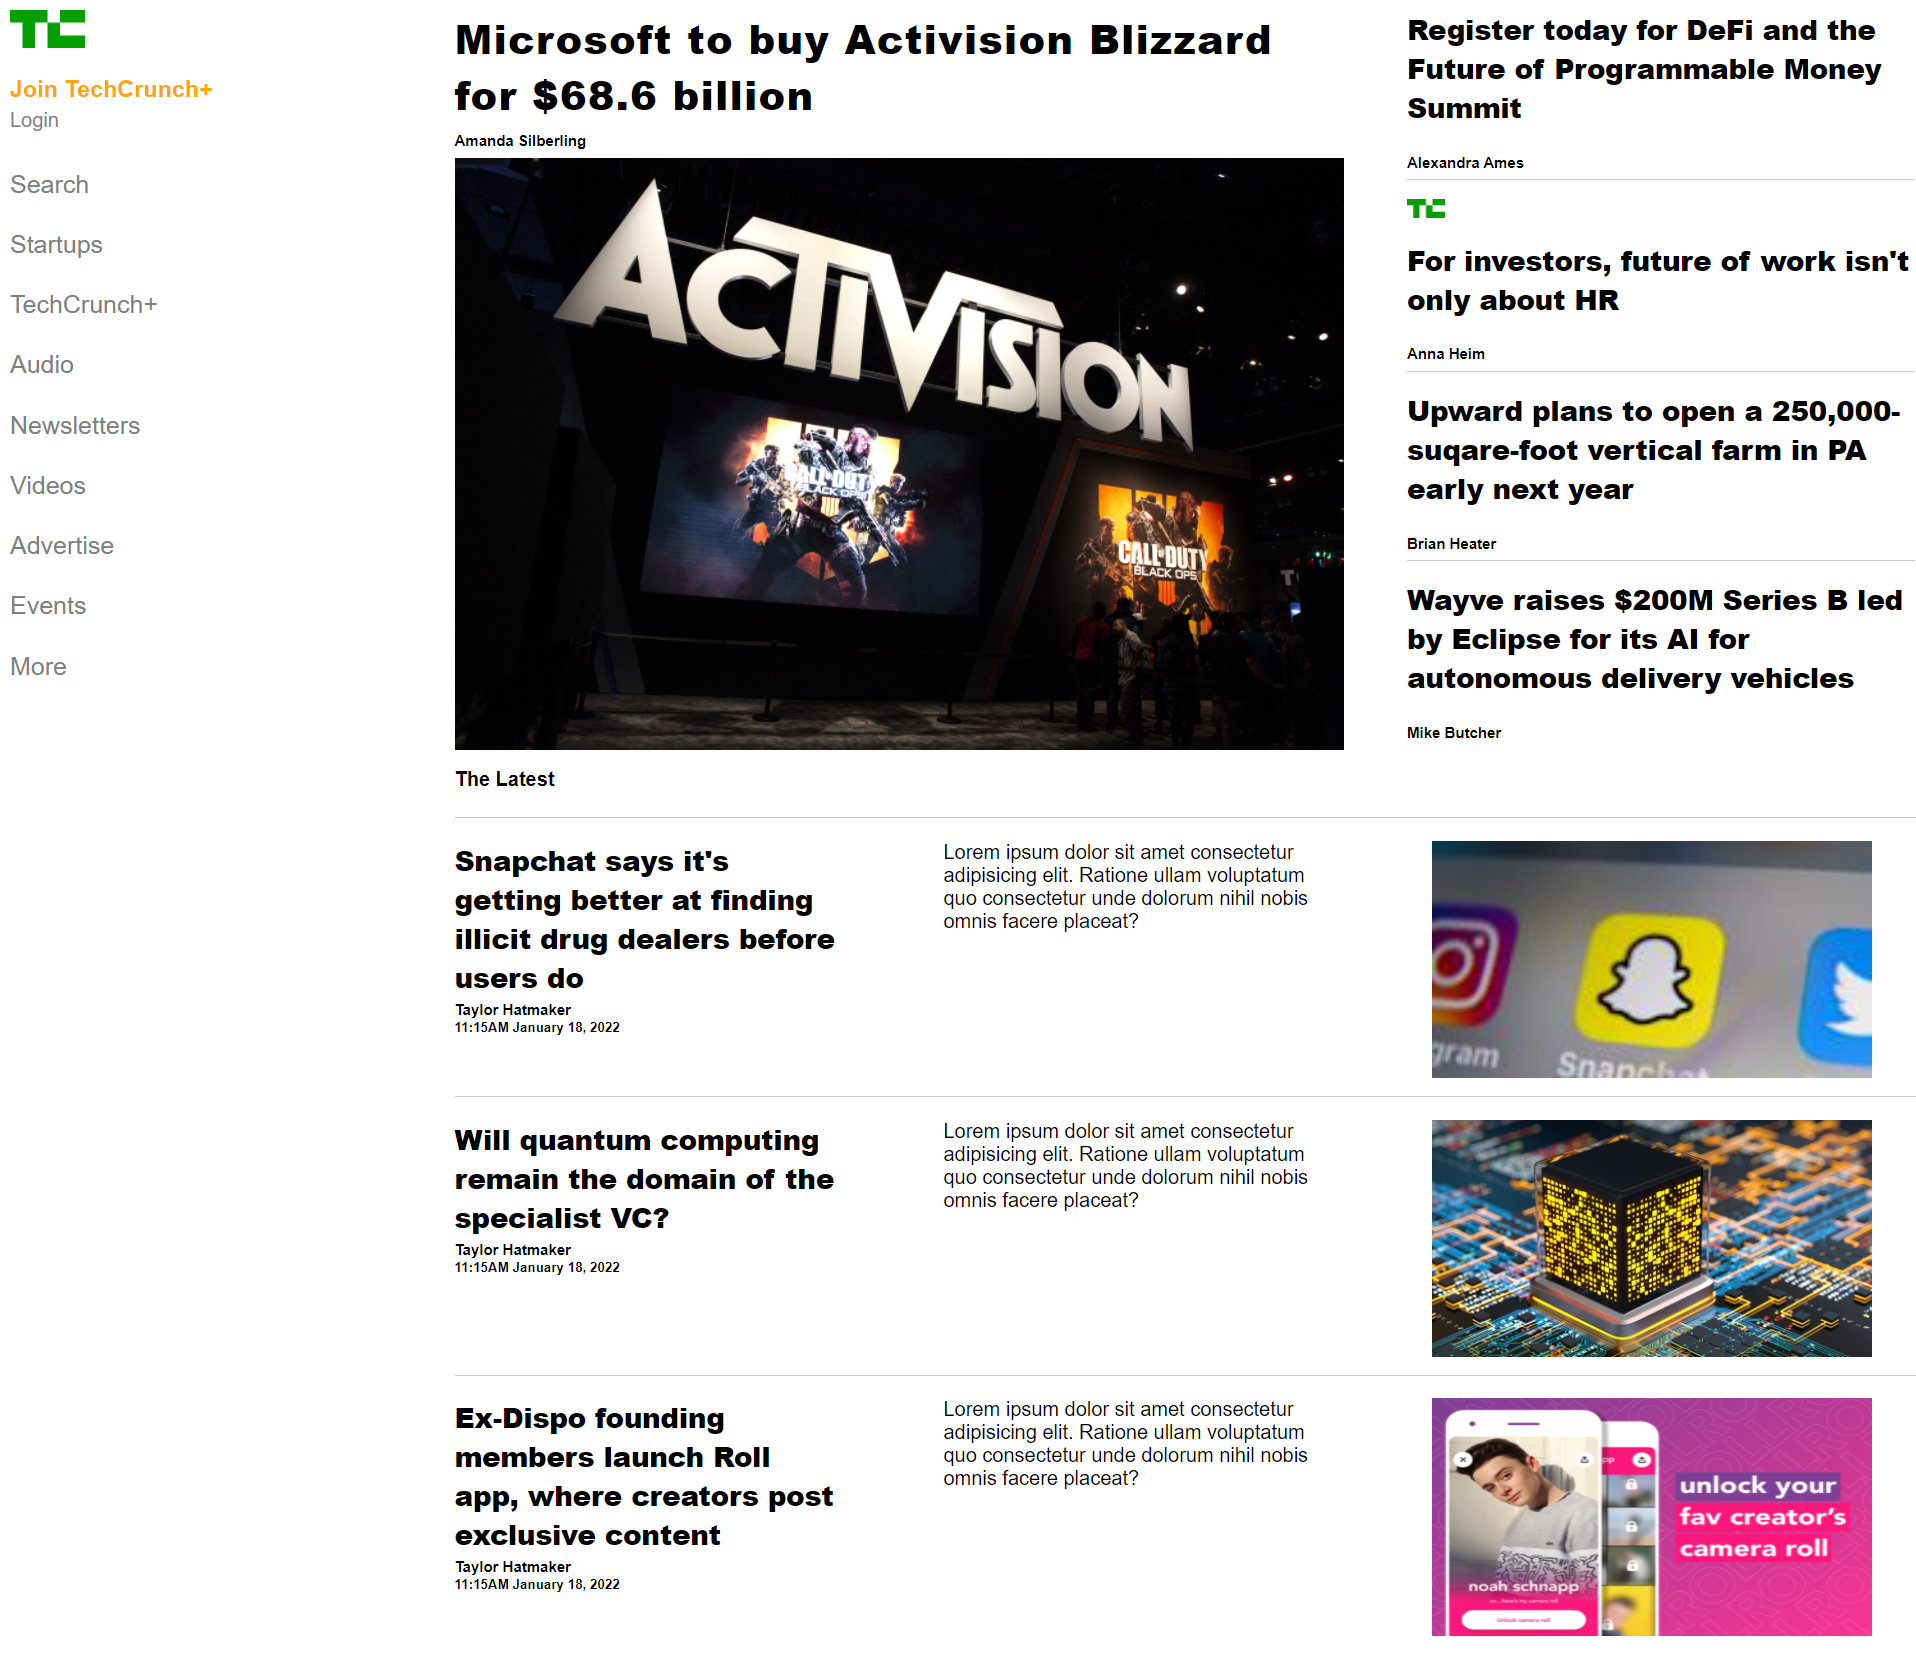 TC
Join TechCrunch+
Login
Search
Startups
TechCrunch+
Audio
Newsletters
Videos
Advertise
Events
More
Microsoft to buy Activision Blizzard
for $68.6 billion
Amanda Silberling
ACTIVISION
CALL OF DUTY
BLACK OPS
IIII
CALL OF DUTY
BLACK OPS
IIII
Register today for DeFi and the
Future of Programmable Money
Summit
Alexandra Ames
TC
For investors, future of work isn't
only about HR
Anna Heim
Upward plans to open a 250,000-
suqare-foot vertical farm in PA
early next year
Brian Heater
Wayve raises $200M Series B led
by Eclipse for its AI for
autonomous delivery vehicles
Mike Butcher
The Latest
Snapchat says it's
getting better at finding
illicit drug dealers before
users do
Taylor Hatmaker
11:15AM January 18, 2022
Lorem ipsum dolor sit amet consectetur
adipisicing elit. Ratione ullam voluptatum
quo consectetur unde dolorum nihil nobis
omnis facere placeat?
gram
Snapchat
Will quantum computing
remain the domain of the
specialist VC?
Taylor Hatmaker
11:15AM January 18, 2022
Lorem ipsum dolor sit amet consectetur
adipisicing elit. Ratione ullam voluptatum
quo consectetur unde dolorum nihil nobis
omnis facere placeat?
Ex-Dispo founding
members launch Roll
app, where creators post
exclusive content
Taylor Hatmaker
11:15AM January 18, 2022
Lorem ipsum dolor sit amet consectetur
adipisicing elit. Ratione ullam voluptatum
quo consectetur unde dolorum nihil nobis
omnis facere placeat?
unlock your
fav creator's
camera roll
noah schnapp
Unlock camera roll